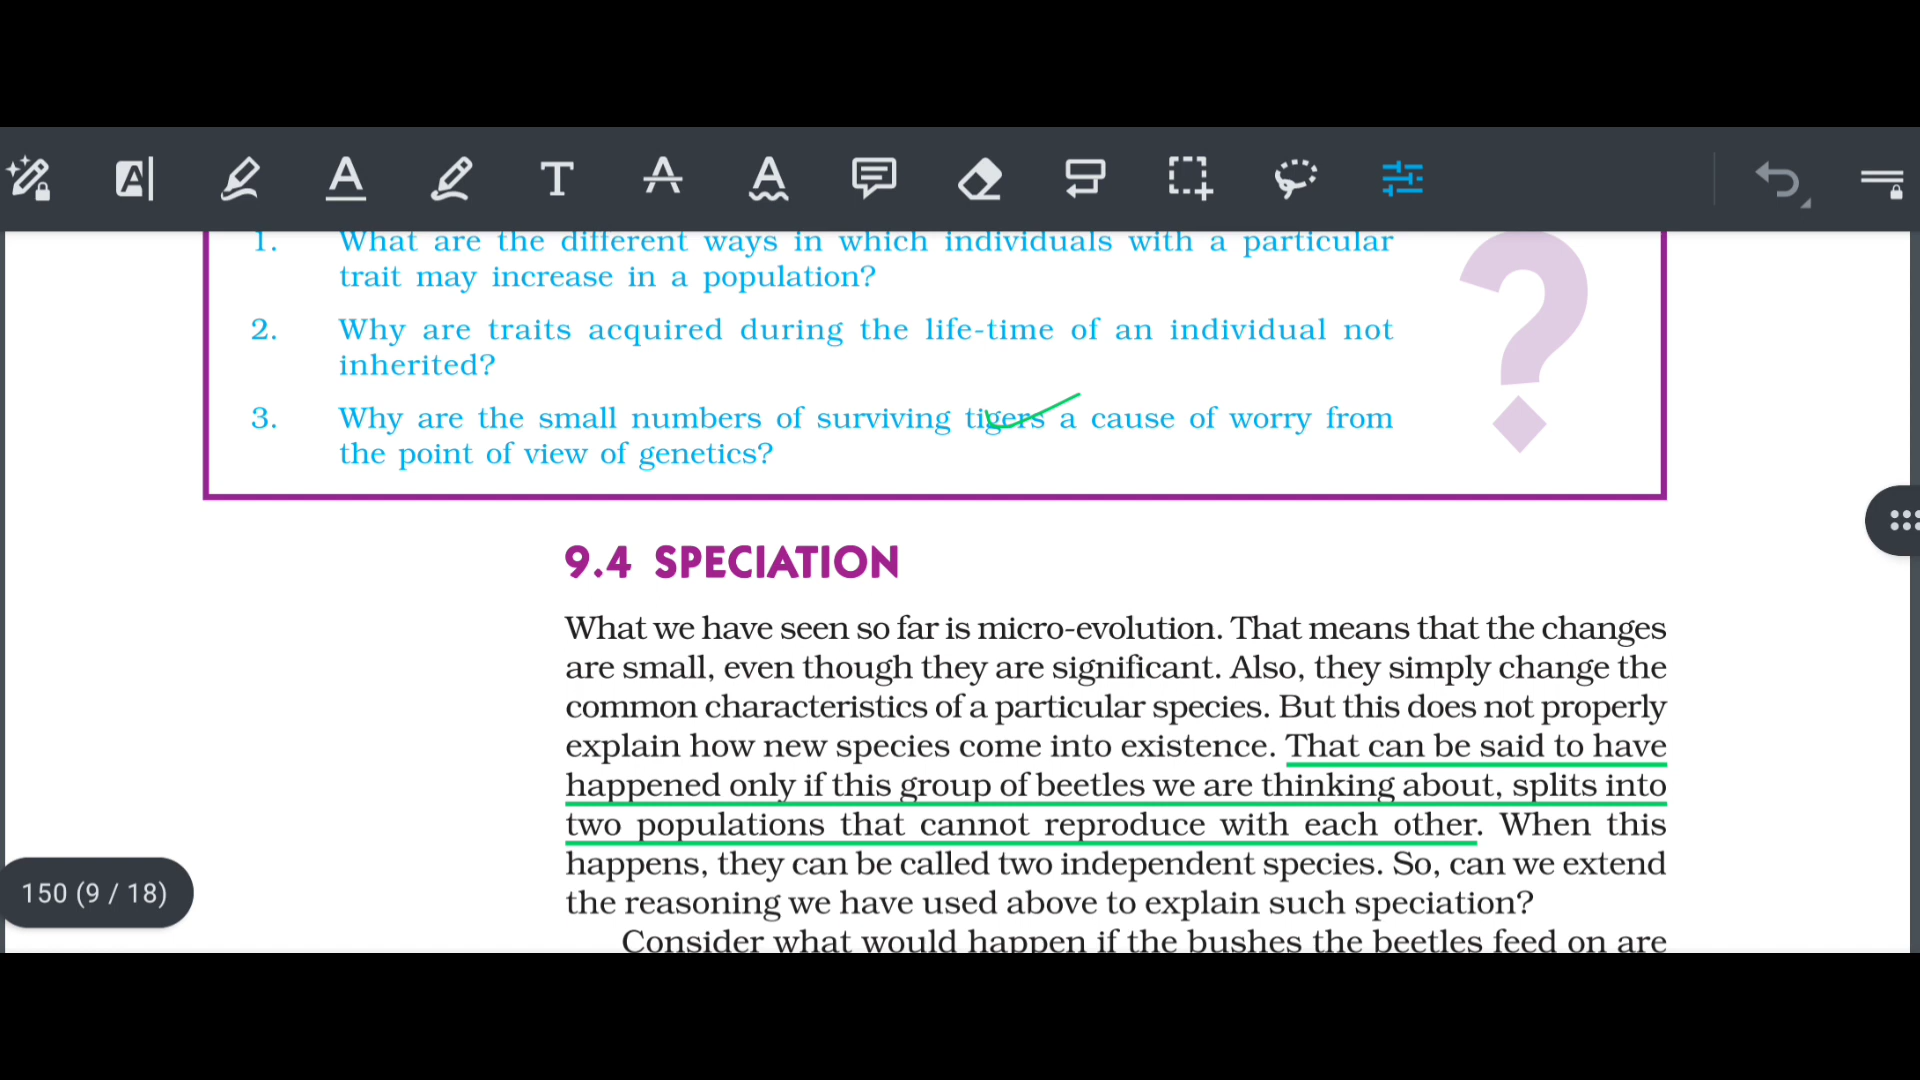 1. What are the different ways in which individuals with a particular
trait may increase in a population?
2. Why are traits acquired during the life-time of an individual not
inherited?
3. Why are the small numbers of surviving tigers a cause of worry from
the point of view of genetics?
?
9.4 SPECIATION
What we have seen so far is micro-evolution. That means that the changes
are small, even though they are significant. Also, they simply change the
common characteristics of a particular species. But this does not properly
explain how new species come into existence. That can be said to have
happened only if this group of beetles we are thinking about, splits into
two populations that cannot reproduce with each other. When this
happens, they can be called two independent species. So, can we extend
the reasoning we have used above to explain such speciation?
Consider what would happen if the bushes the beetles feed on are
150 (9 / 18)